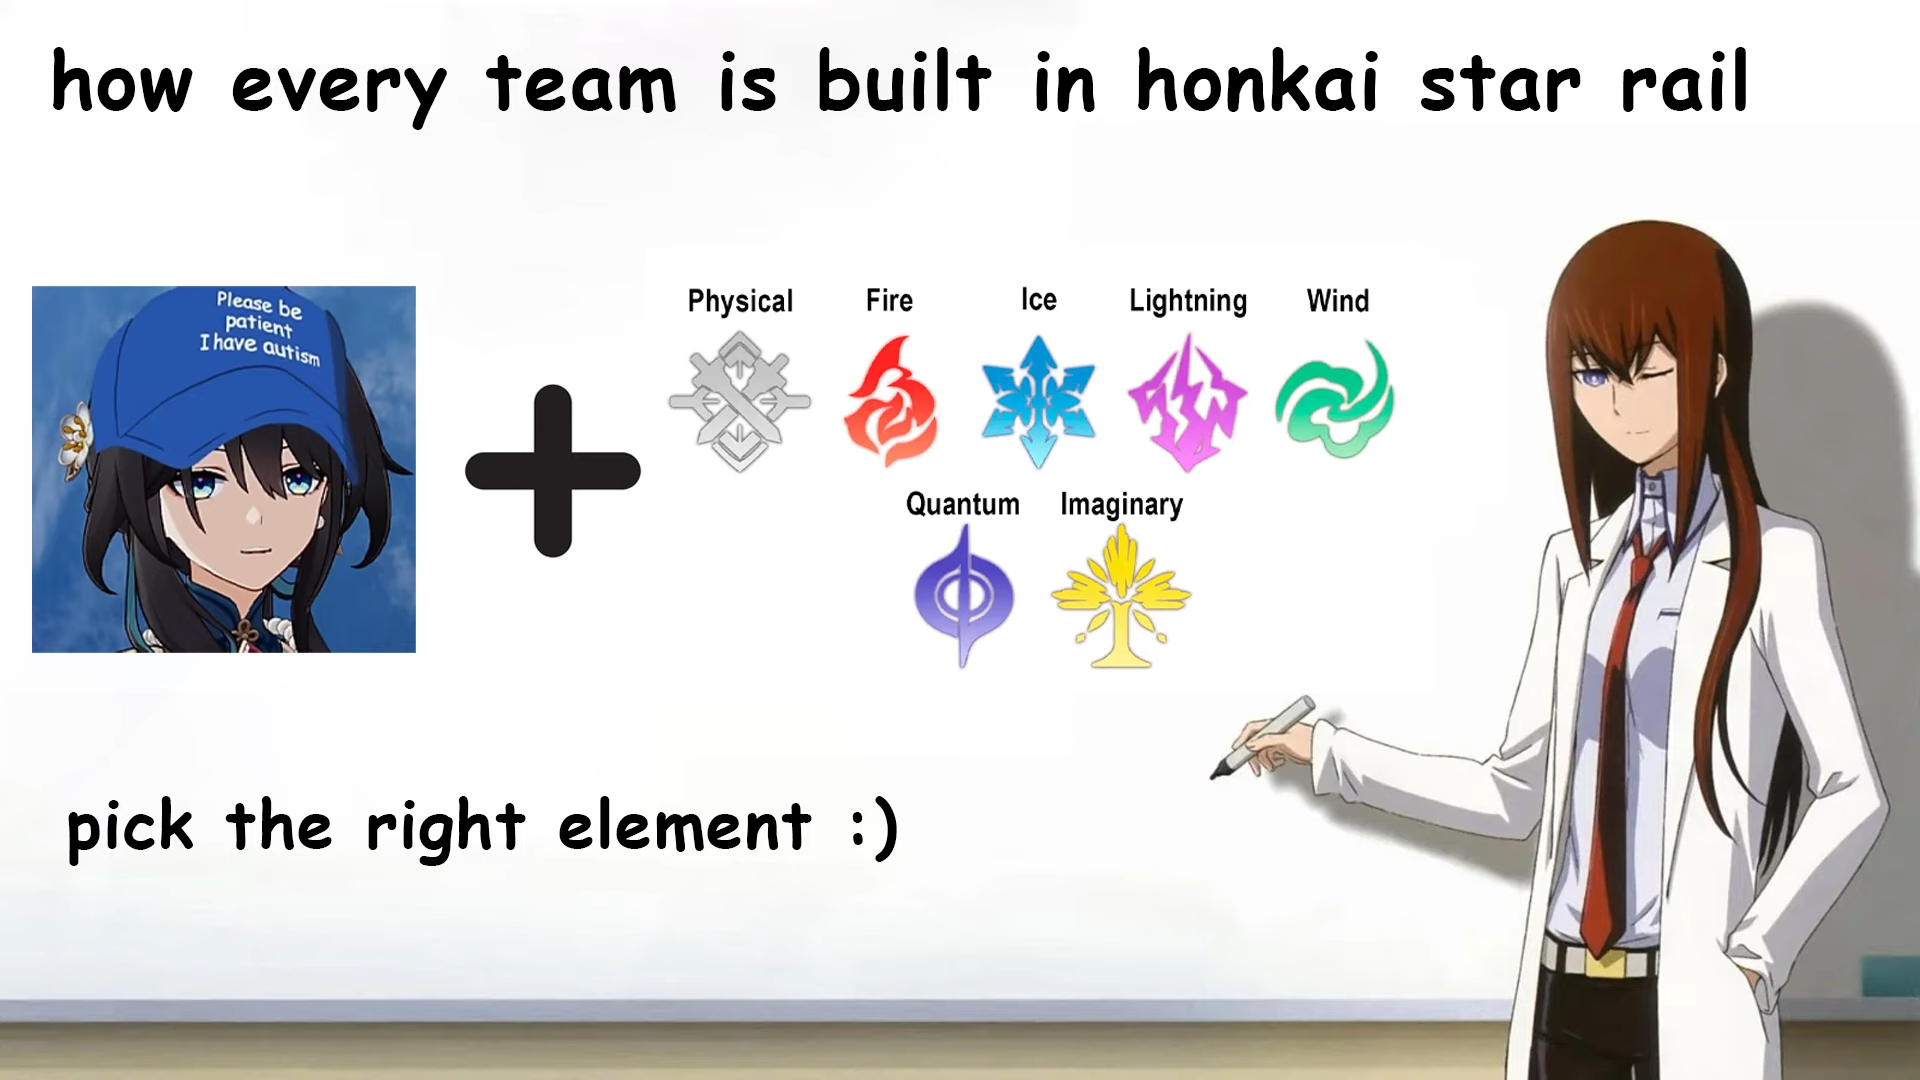 how every team is built in honkai star rail
Please be
patient
I have autism
Physical Fire Ice Lightning Wind
Quantum Imaginary
pick the right element :)